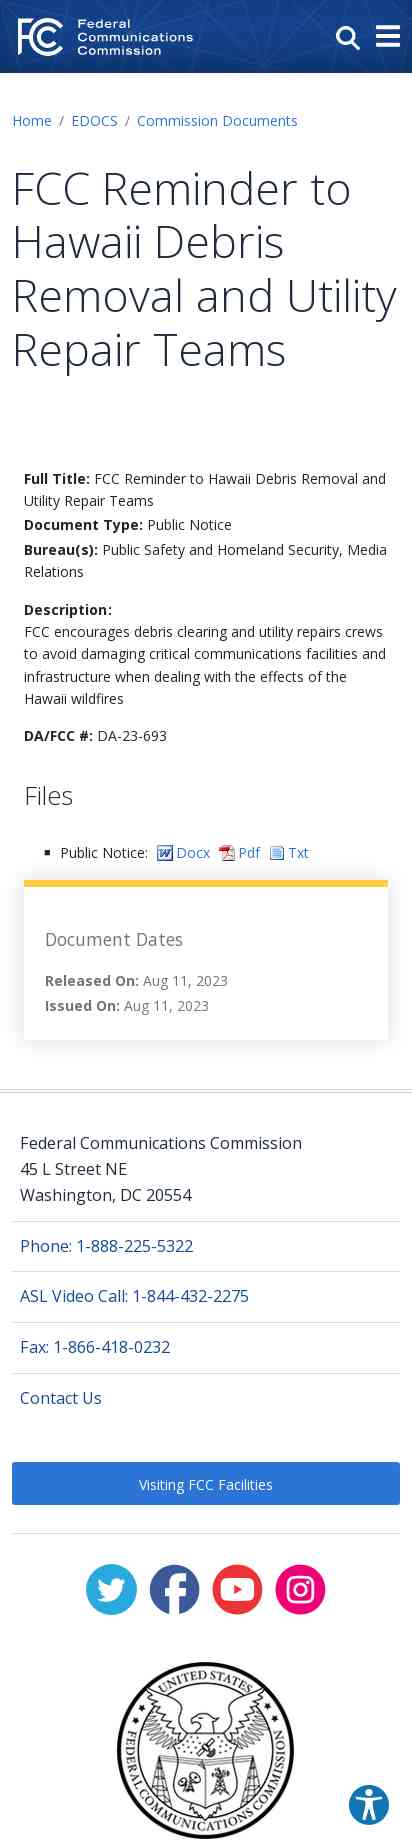 Federal
Communications
Commission
Home / EDOCS / Commission Documents
FCC Reminder to
Hawaii Debris
Removal and Utility
Repair Teams
Full Title: FCC Reminder to Hawaii Debris Removal and
Utility Repair Teams
Document Type: Public Notice
Bureau(s): Public Safety and Homeland Security, Media
Relations
Description:
FCC encourages debris clearing and utility repairs crews
to avoid damaging critical communications facilities and
infrastructure when dealing with the effects of the
Hawaii wildfires
DA/FCC #: DA-23-693
Files
Public Notice: Docx Pdf Txt
Document Dates
Released On: Aug 11, 2023
Issued On: Aug 11, 2023
Federal Communications Commission
45 L Street NE
Washington, DC 20554
Phone: 1-888-225-5322
ASL Video Call: 1-844-432-2275
Fax: 1-866-418-0232
Contact Us
Visiting FCC Facilities
UNITED STATES
FEDERAL COMMUNICATIONS COMMISSION